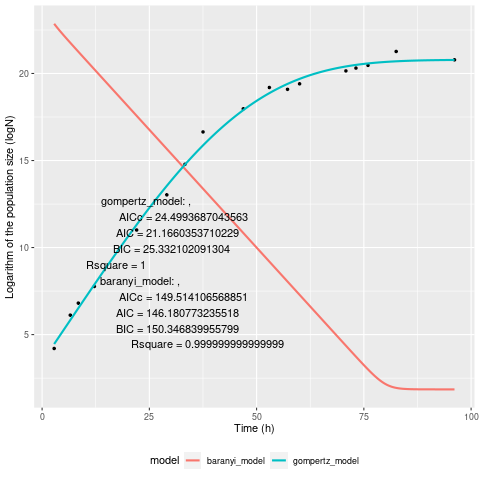 Logarithm of the population size (logN)
20
15
10
5
gompertz_model: ,
AICc = 24.4993687043563
AIC = 21.1660353710229
BIC = 25.332102091304
Rsquare = 1
baranyi_model: ,
AICc = 149.514106568851
AIC = 146.180773235518
BIC = 150.346839955799
Rsquare = 0.999999999999999
0 25 50 75 100
Time (h)
model baranyi_model gompertz_model